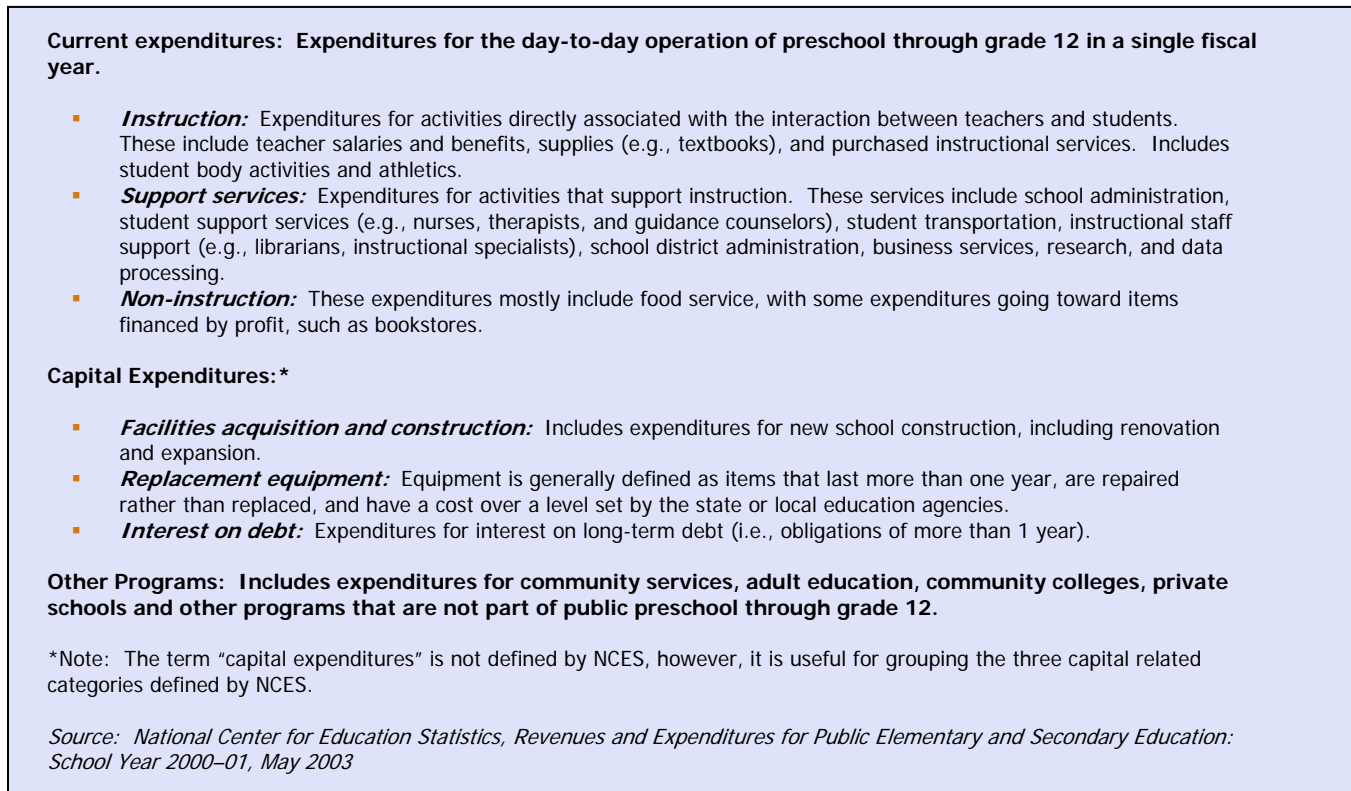 Current expenditures:  Expenditures for the day-to-day operation of preschool through grade 12 in a single fiscal
year.
▪ Instruction:  Expenditures for activities directly associated with the interaction between teachers and students.
These include teacher salaries and benefits, supplies (e.g., textbooks), and purchased instructional services.  Includes
student body activities and athletics.
▪ Support services:  Expenditures for activities that support instruction.  These services include school administration,
student support services (e.g., nurses, therapists, and guidance counselors), student transportation, instructional staff
support (e.g., librarians, instructional specialists), school district administration, business services, research, and data
processing.
▪ Non-instruction:  These expenditures mostly include food service, with some expenditures going toward items
financed by profit, such as bookstores.
Capital Expenditures:*
▪ Facilities acquisition and construction:  Includes expenditures for new school construction, including renovation
and expansion.
▪ Replacement equipment:  Equipment is generally defined as items that last more than one year, are repaired
rather than replaced, and have a cost over a level set by the state or local education agencies.
▪ Interest on debt:  Expenditures for interest on long-term debt (i.e., obligations of more than 1 year).
Other Programs:  Includes expenditures for community services, adult education, community colleges, private
schools and other programs that are not part of public preschool through grade 12.
*Note:  The term “capital expenditures” is not defined by NCES, however, it is useful for grouping the three capital related
categories defined by NCES.
Source:  National Center for Education Statistics, Revenues and Expenditures for Public Elementary and Secondary Education:
School Year 2000–01, May 2003